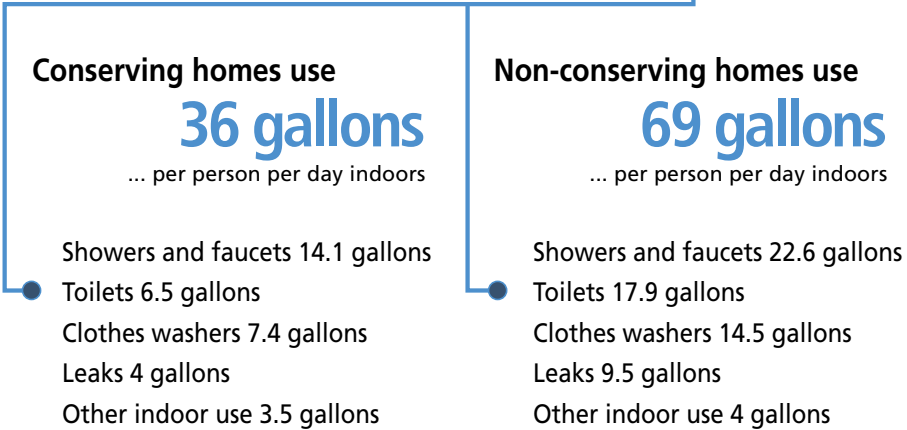 Conserving homes use
36 gallons
... per person per day indoors
Showers and faucets 14.1 gallons
Toilets 6.5 gallons
Clothes washers 7.4 gallons
Leaks 4 gallons
Other indoor use 3.5 gallons
Non-conserving homes use
69 gallons
... per person per day indoors
Showers and faucets 22.6 gallons
Toilets 17.9 gallons
Clothes washers 14.5 gallons
Leaks 9.5 gallons
Other indoor use 4 gallons